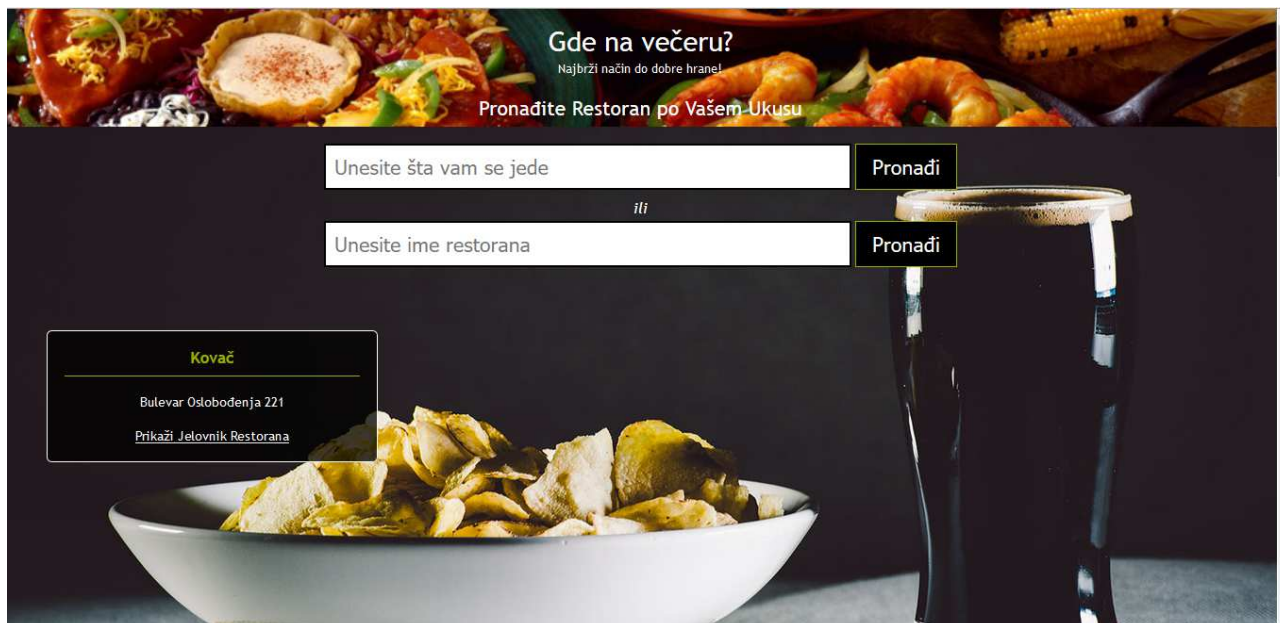 Gde na večeru?
Najbrži način do dobre hrane!
Pronađite Restoran po Vašem Ukusu
Unesite šta vam se jede
Pronađi
ili
Unesite ime restorana
Pronađi
Kovač
Bulevar Oslobođenja 221
Prikaži Jelovnik Restorana